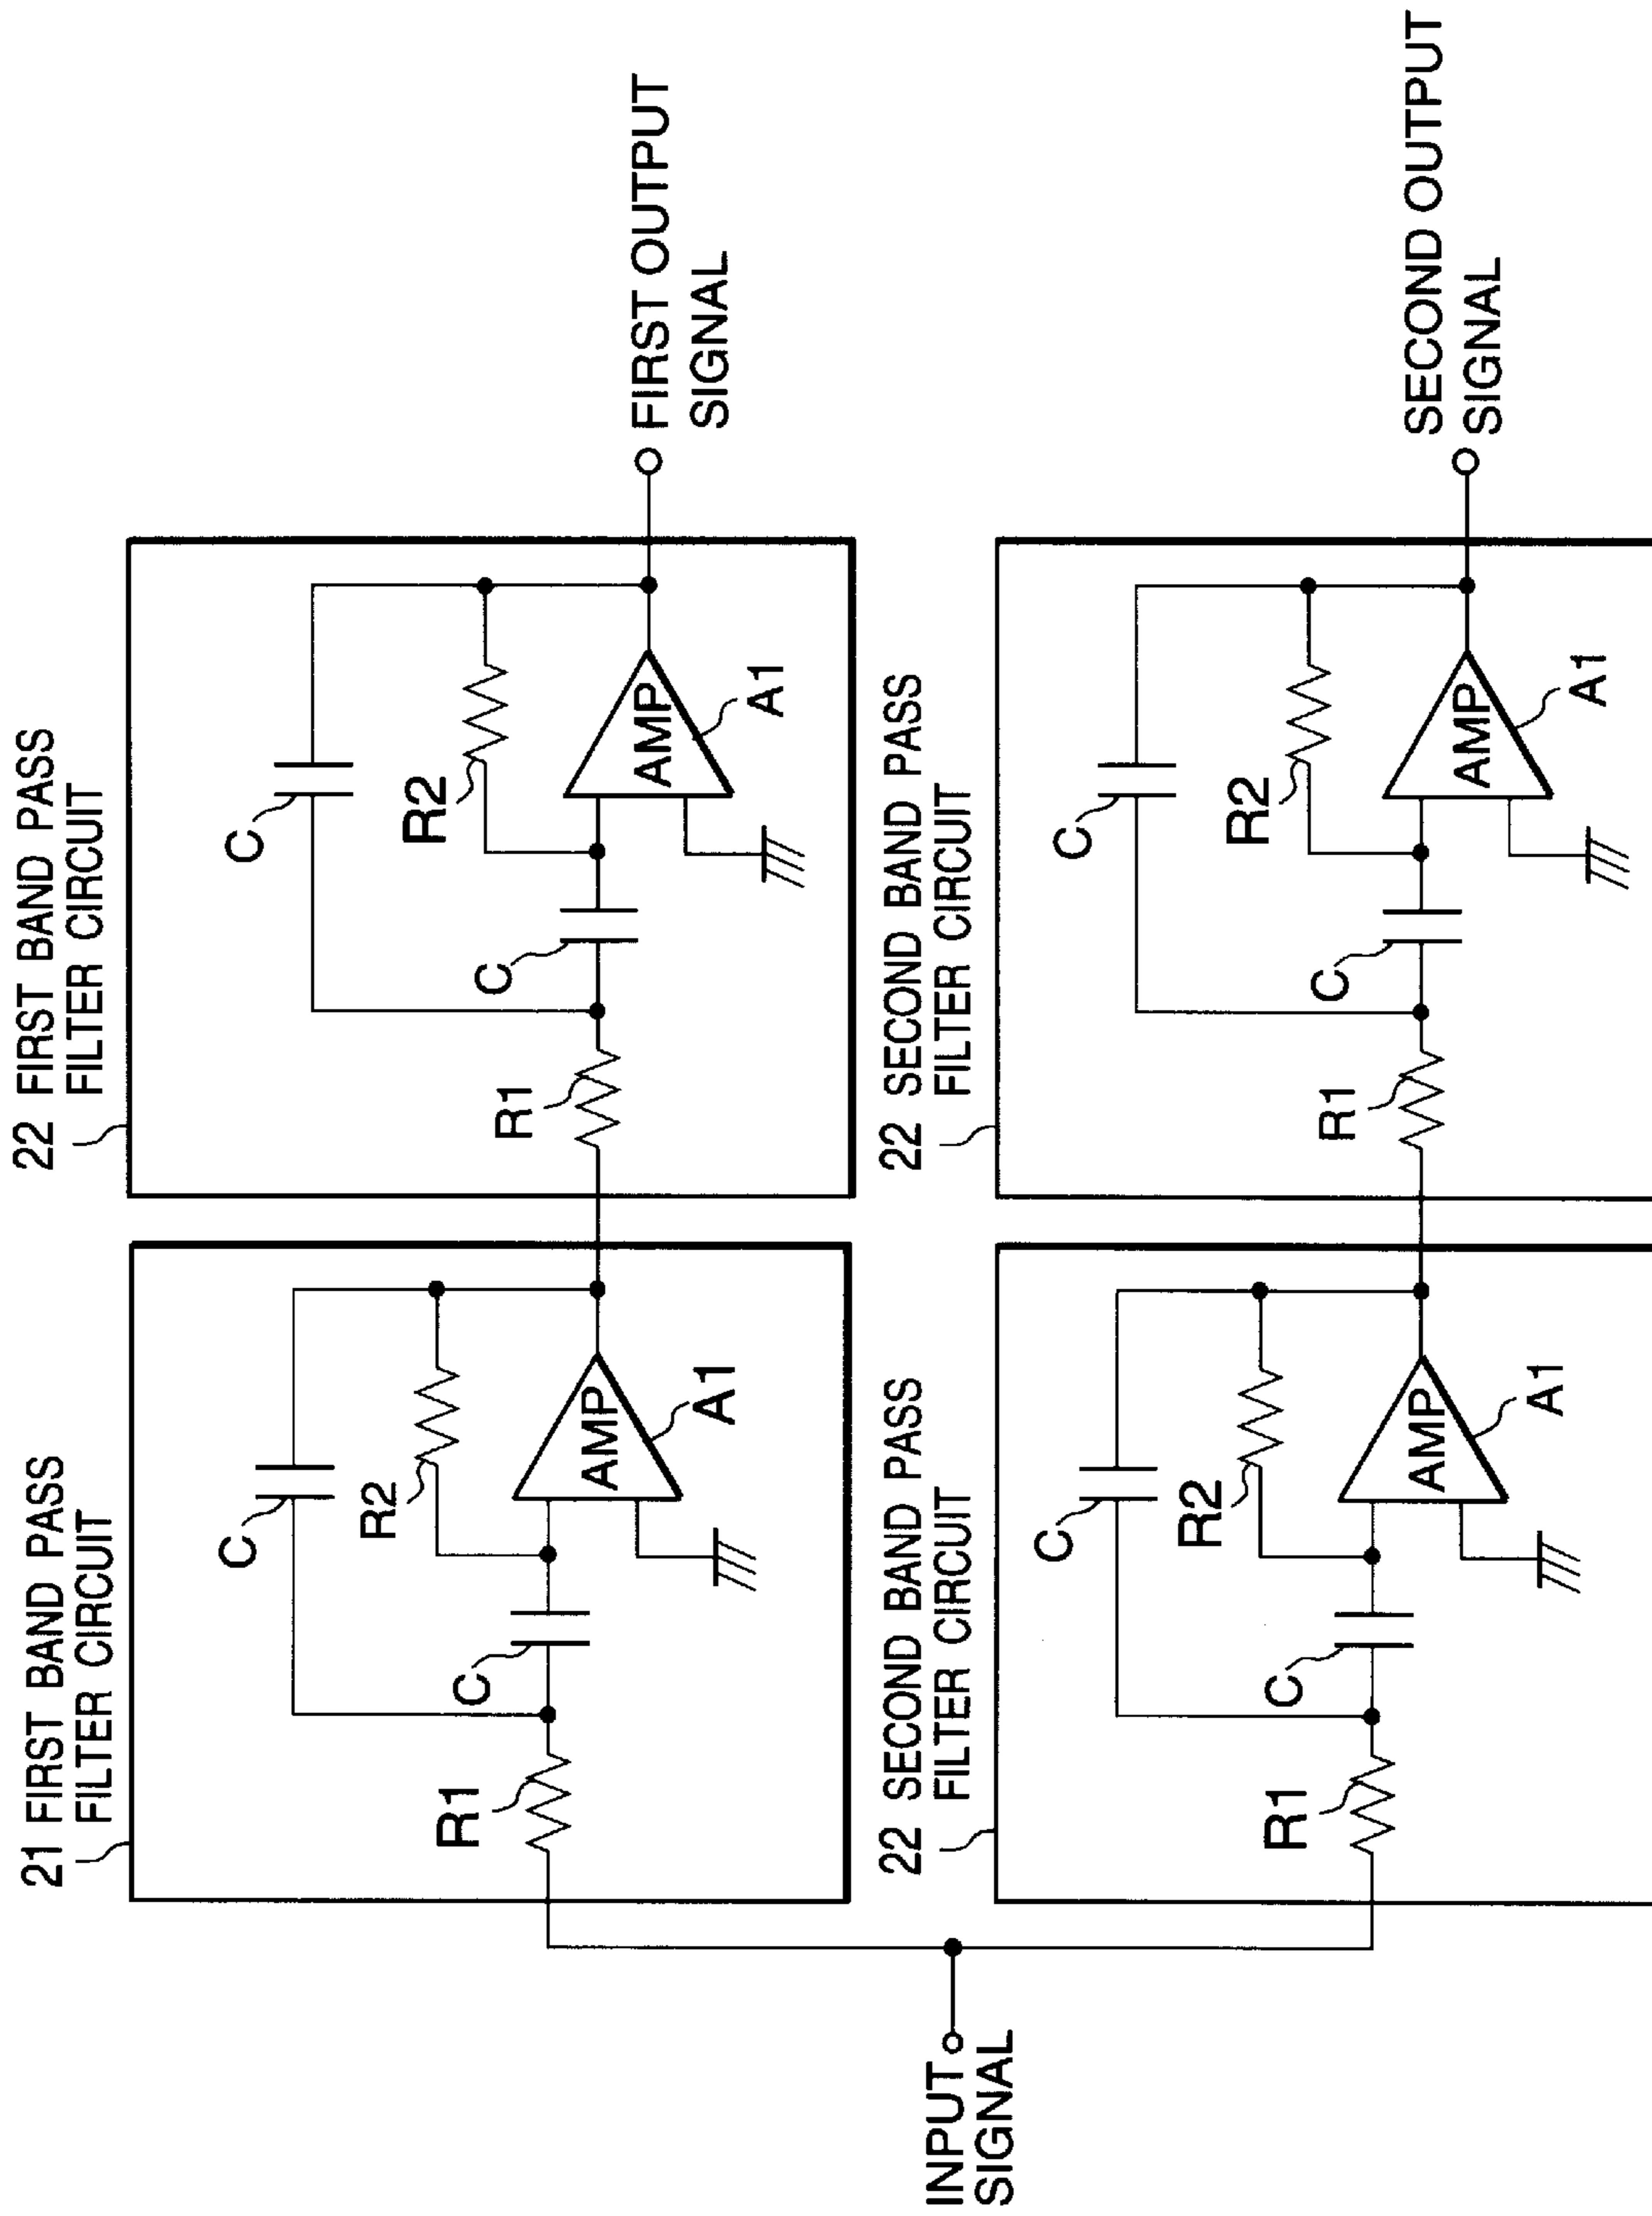 INPUT
SIGNAL
21 FIRST BAND PASS
FILTER CIRCUIT
R1
C
C
R2
AMP
A1
22 FIRST BAND PASS
FILTER CIRCUIT
R1
C
C
R2
AMP
A1
FIRST OUTPUT
SIGNAL
22 SECOND BAND PASS
FILTER CIRCUIT
R1
C
C
R2
AMP
A1
22 SECOND BAND PASS
FILTER CIRCUIT
R1
C
C
R2
AMP
A1
SECOND OUTPUT
SIGNAL